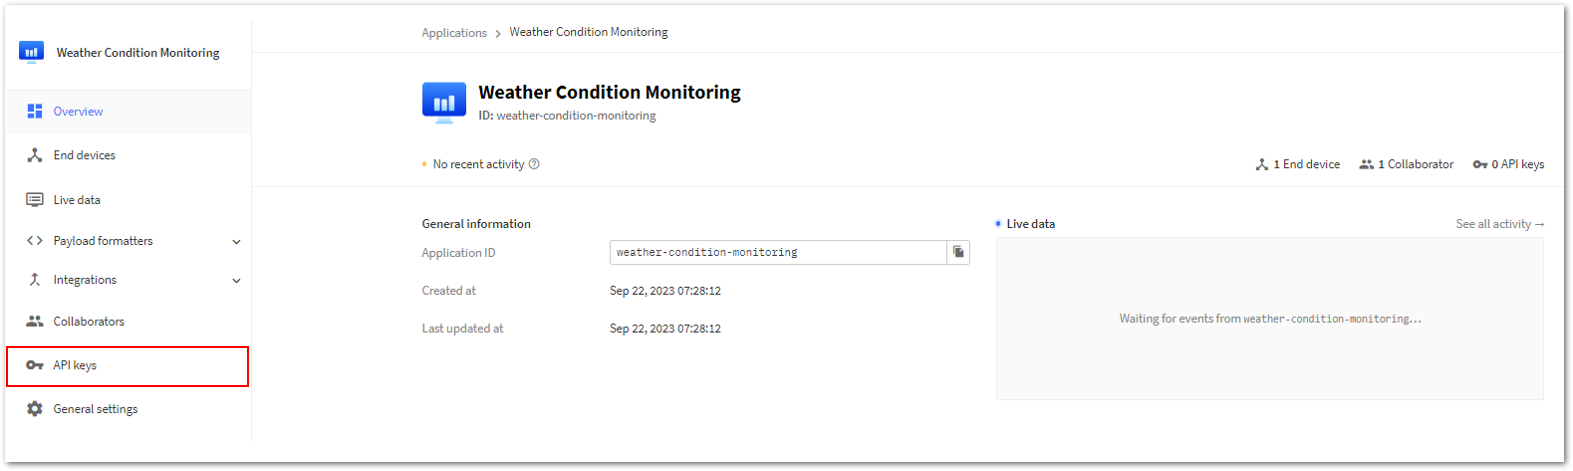 Weather Condition Monitoring
Overview
End devices
Live data
Payload formatters
Integrations
Collaborators
API keys
General settings
Applications > Weather Condition Monitoring
Weather Condition Monitoring
ID: weather-condition-monitoring
No recent activity
1 End device 1 Collaborator 0 API keys
General information
Application ID weather-condition-monitoring
Created at Sep 22, 2023 07:28:12
Last updated at Sep 22, 2023 07:28:12
Live data See all activity →
Waiting for events from weather-condition-monitoring...